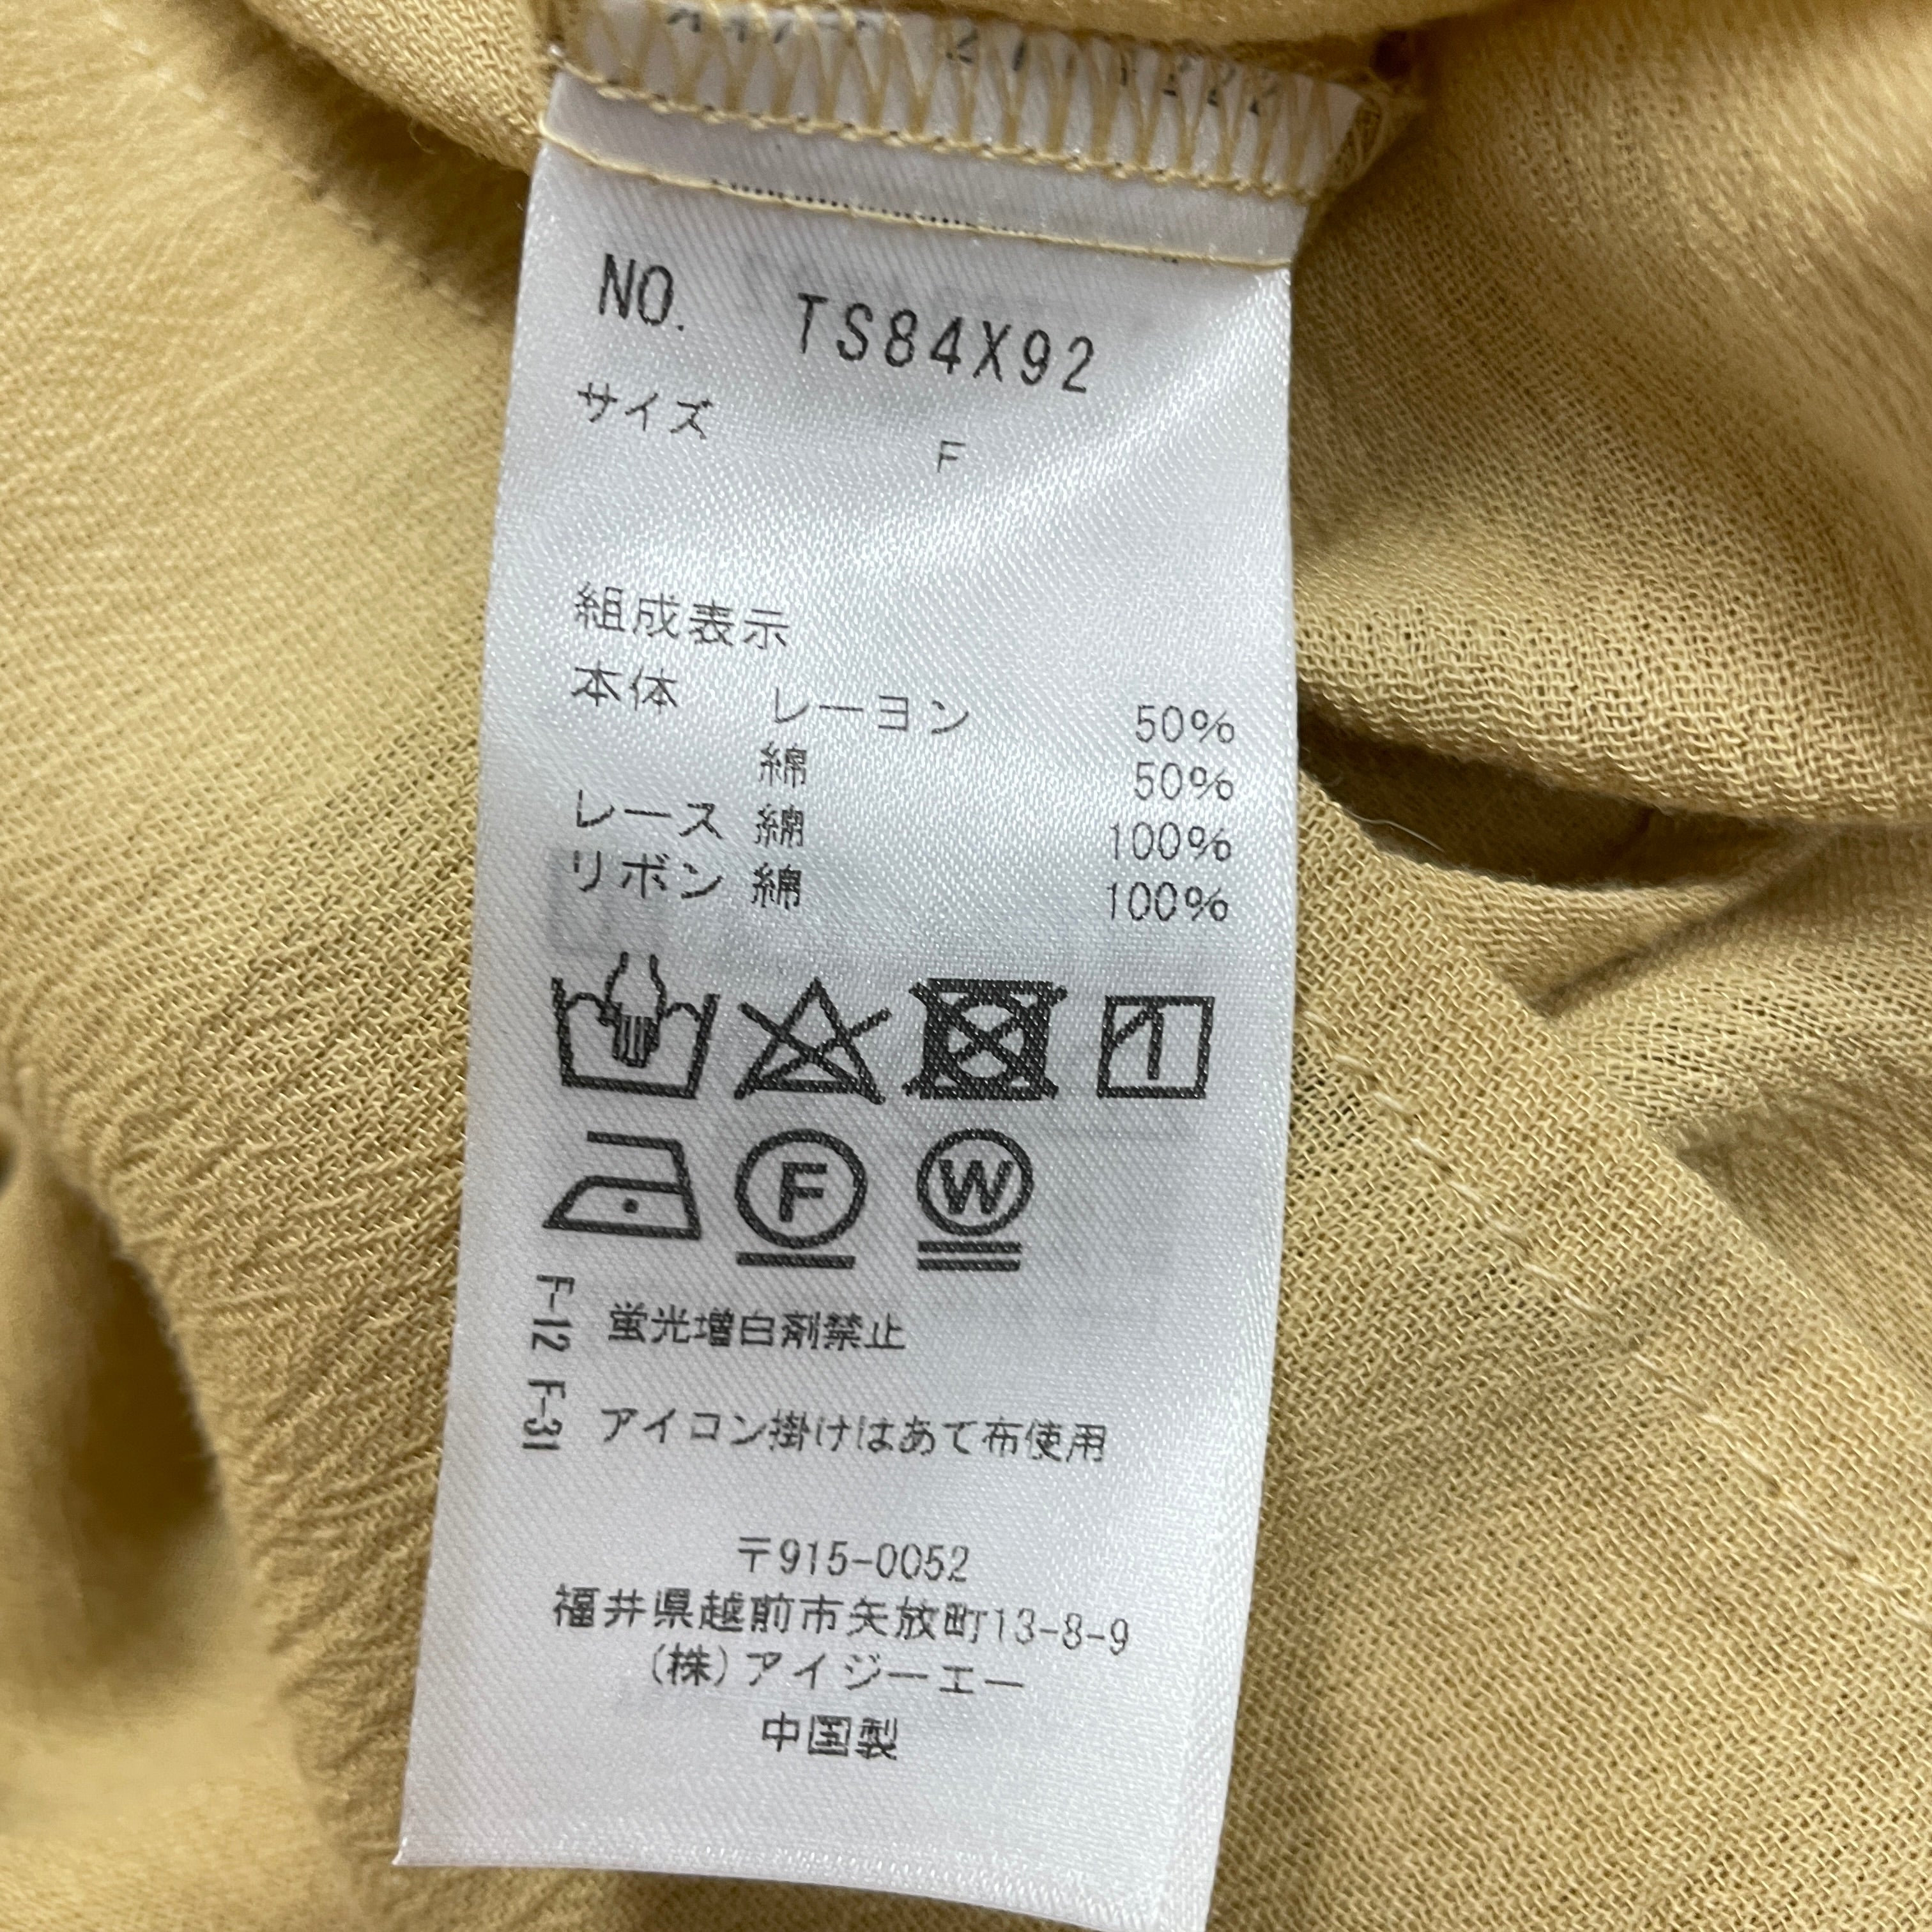 NO. TS84X92
サイズ F
組成表示
本体 レーヨン 50%
綿 50%
レース 綿 100%
リボン 綿 100%
F
W
F-12 蛍光増白剤禁止
F-31 アイコン掛けはあて布使用
〒915-0052
福井県越前市矢放町13-8-9
(株)アイジーエー
中国製